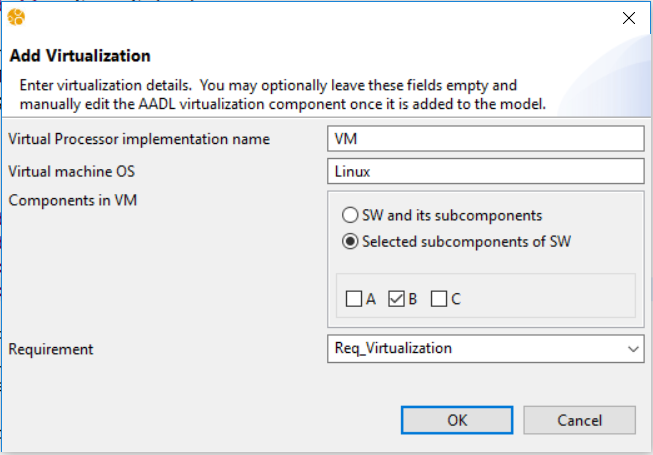 Add Virtualization
Enter virtualization details.  You may optionally leave these fields empty and
manually edit the AADL virtualization component once it is added to the model.
Virtual Processor implementation name
VM
Virtual machine OS
Linux
Components in VM
SW and its subcomponents
Selected subcomponents of SW
A B C
Requirement
Req_Virtualization
OK Cancel